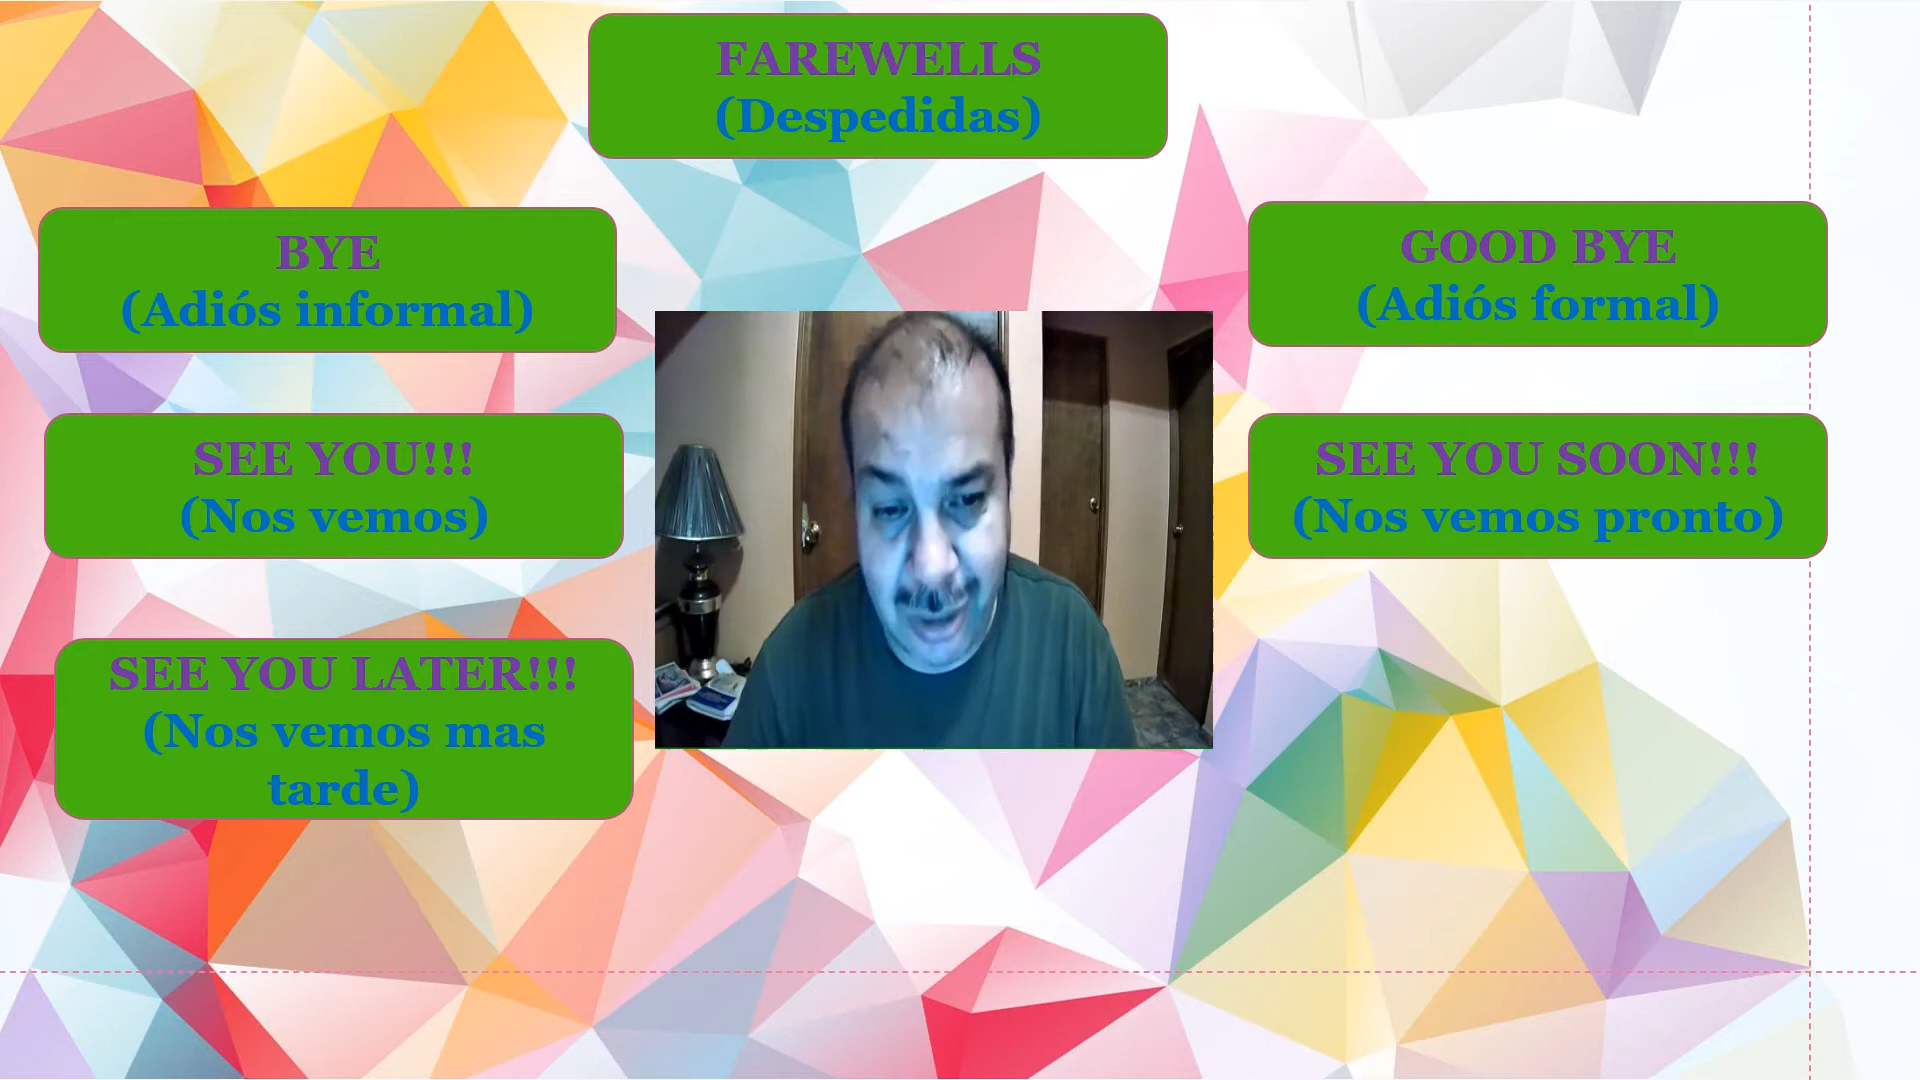 FAREWELLS
(Despedidas)
BYE
(Adiós informal)
GOOD BYE
(Adiós formal)
SEE YOU!!!
(Nos vemos)
SEE YOU SOON!!!
(Nos vemos pronto)
SEE YOU LATER!!!
(Nos vemos mas
tarde)